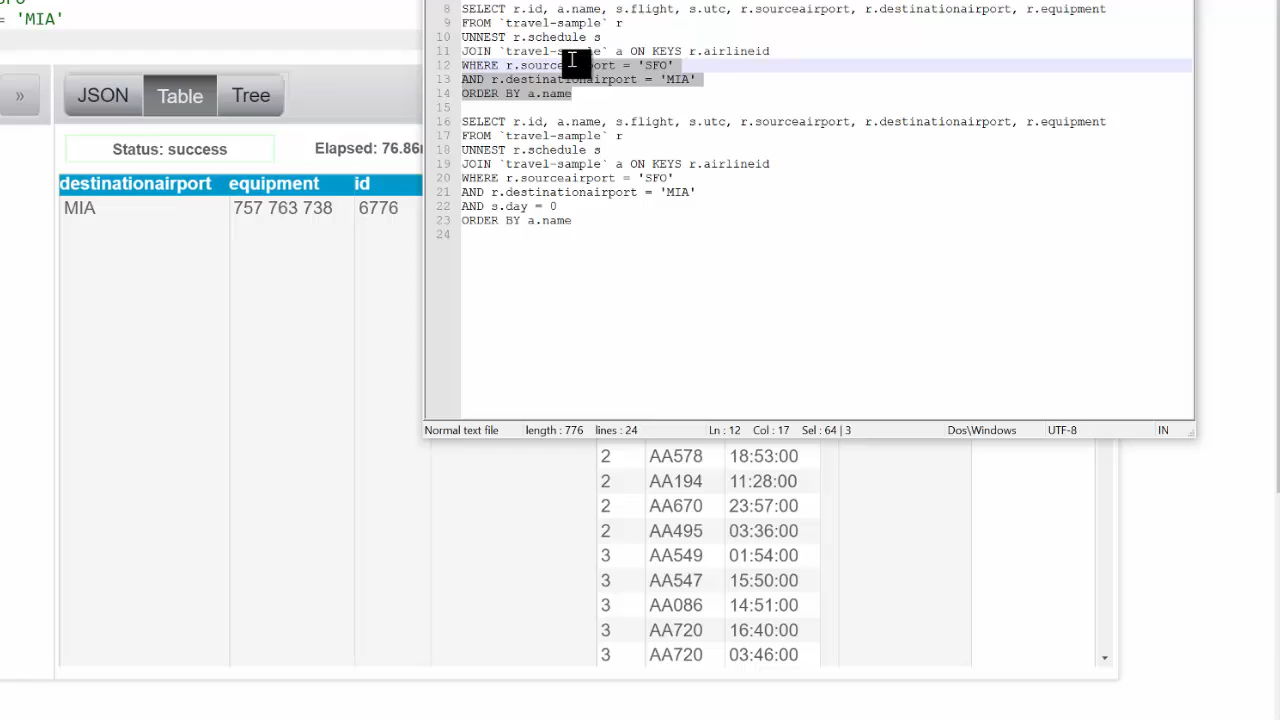 = 'MIA'
»
JSON Table Tree
Status: success
Elapsed: 76.86
destinationairport equipment id
MIA 757 763 738 6776
8 SELECT r.id, a.name, s.flight, s.utc, r.sourceairport, r.destinationairport, r.equipment
9 FROM `travel-sample` r
10 UNNEST r.schedule s
11 JOIN `travel-sample` a ON KEYS r.airlineid
12 WHERE r.sourceairport = 'SFO'
13 AND r.destinationairport = 'MIA'
14 ORDER BY a.name
15
16 SELECT r.id, a.name, s.flight, s.utc, r.sourceairport, r.destinationairport, r.equipment
17 FROM `travel-sample` r
18 UNNEST r.schedule s
19 JOIN `travel-sample` a ON KEYS r.airlineid
20 WHERE r.sourceairport = 'SFO'
21 AND r.destinationairport = 'MIA'
22 AND s.day = 0
23 ORDER BY a.name
24
Normal text file length : 776 lines : 24 Ln : 12 Col : 17 Sel : 64 | 3 Dos\Windows UTF-8 IN
2 AA578 18:53:00
2 AA194 11:28:00
2 AA670 23:57:00
2 AA495 03:36:00
3 AA549 01:54:00
3 AA547 15:50:00
3 AA086 14:51:00
3 AA720 16:40:00
3 AA720 03:46:00